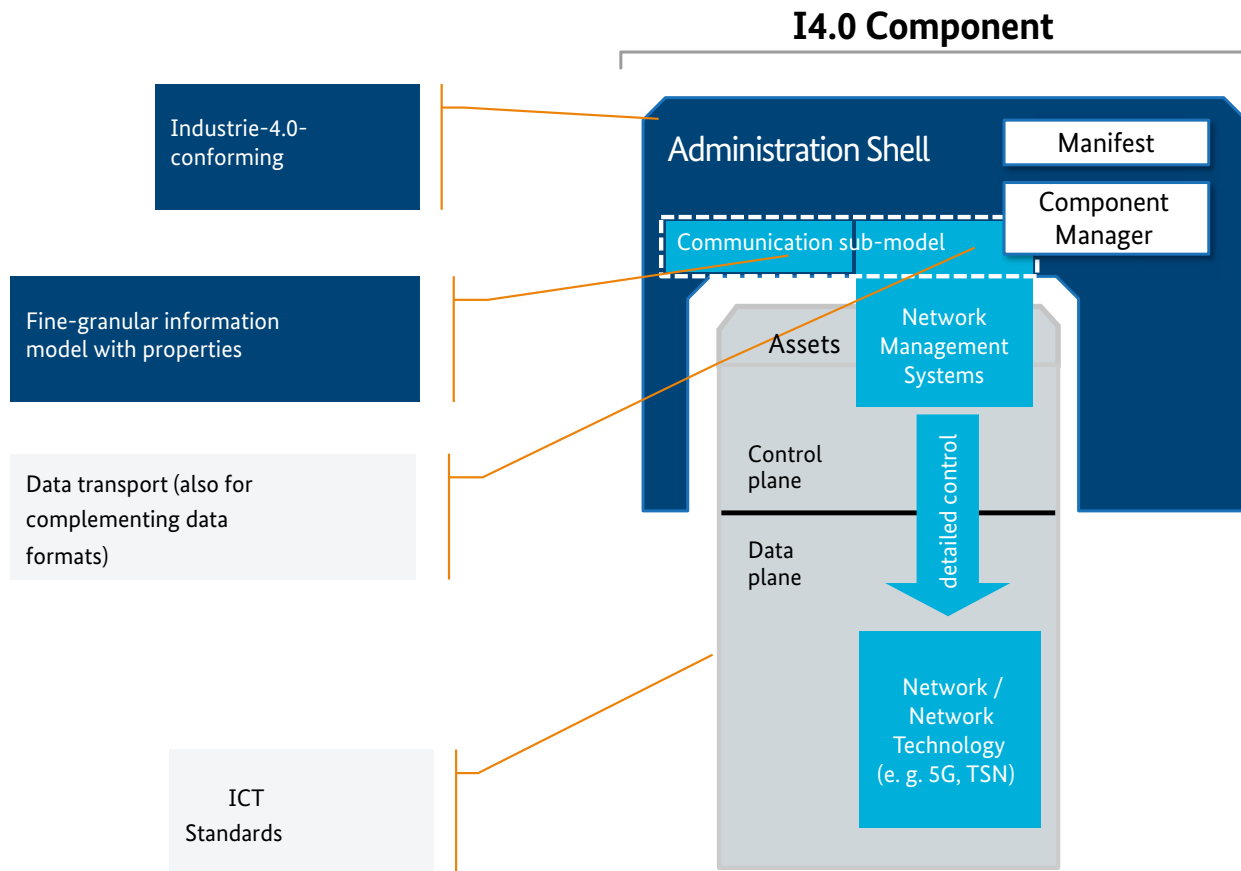 I4.0 Component
Industrie-4.0-
conforming
Administration Shell
Manifest
Component
Manager
Communication sub-model
Fine-granular information
model with properties
Assets
Network
Management
Systems
Data transport (also for
complementing data
formats)
Control
plane
detailed control
Data
plane
Network /
Network
Technology
(e. g. 5G, TSN)
ICT
Standards